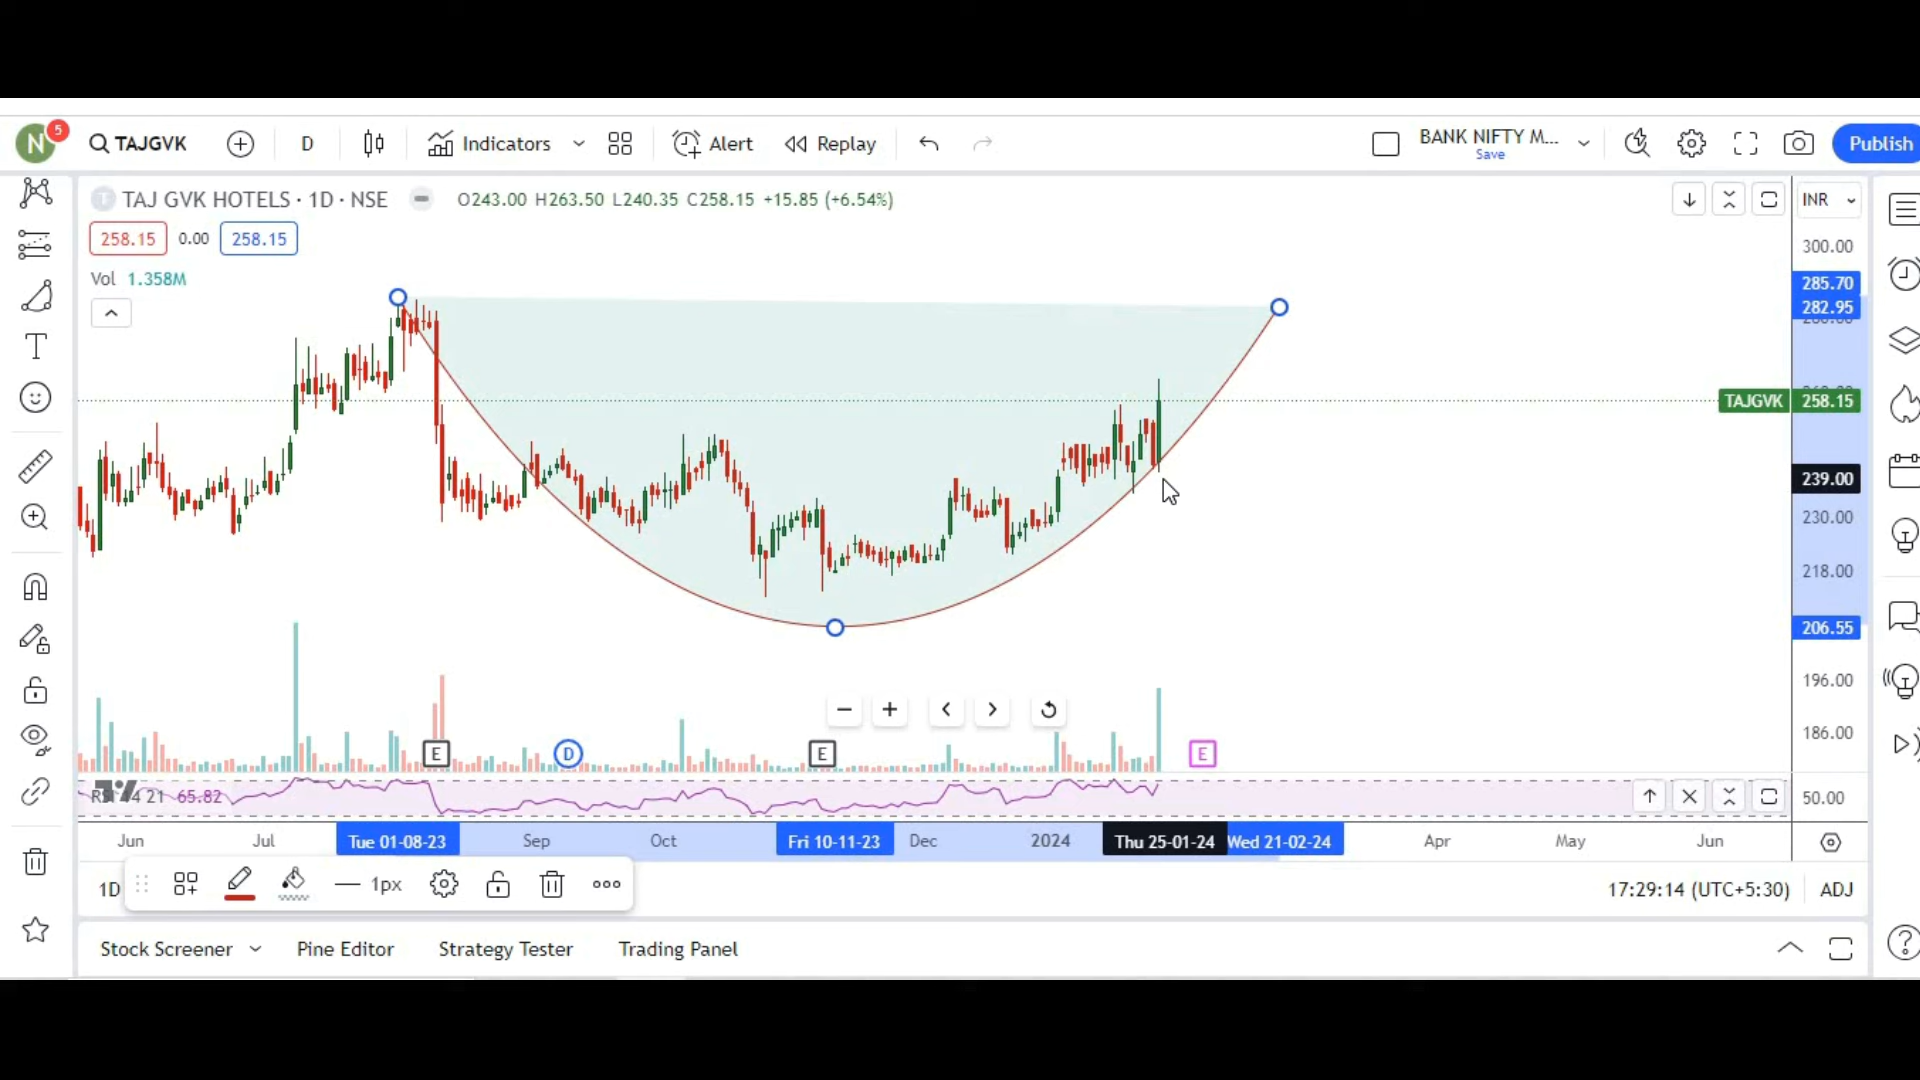 N 5 TAJGVK D Indicators Alert Replay BANK NIFTY M... Save Publish
T TAJ GVK HOTELS · 1D · NSE O243.00 H263.50 L240.35 C258.15 +15.85 (+6.54%) INR
258.15 0.00 258.15
Vol 1.358M
300.00
285.70
282.95
TAJGVK 258.15
239.00
230.00
218.00
206.55
196.00
186.00
E D E E
65.82 50.00
Jun Jul Tue 01-08-23 Sep Oct Fri 10-11-23 Dec 2024 Thu 25-01-24 Wed 21-02-24 Apr May Jun
1D 1px 17:29:14 (UTC+5:30) ADJ
Stock Screener Pine Editor Strategy Tester Trading Panel